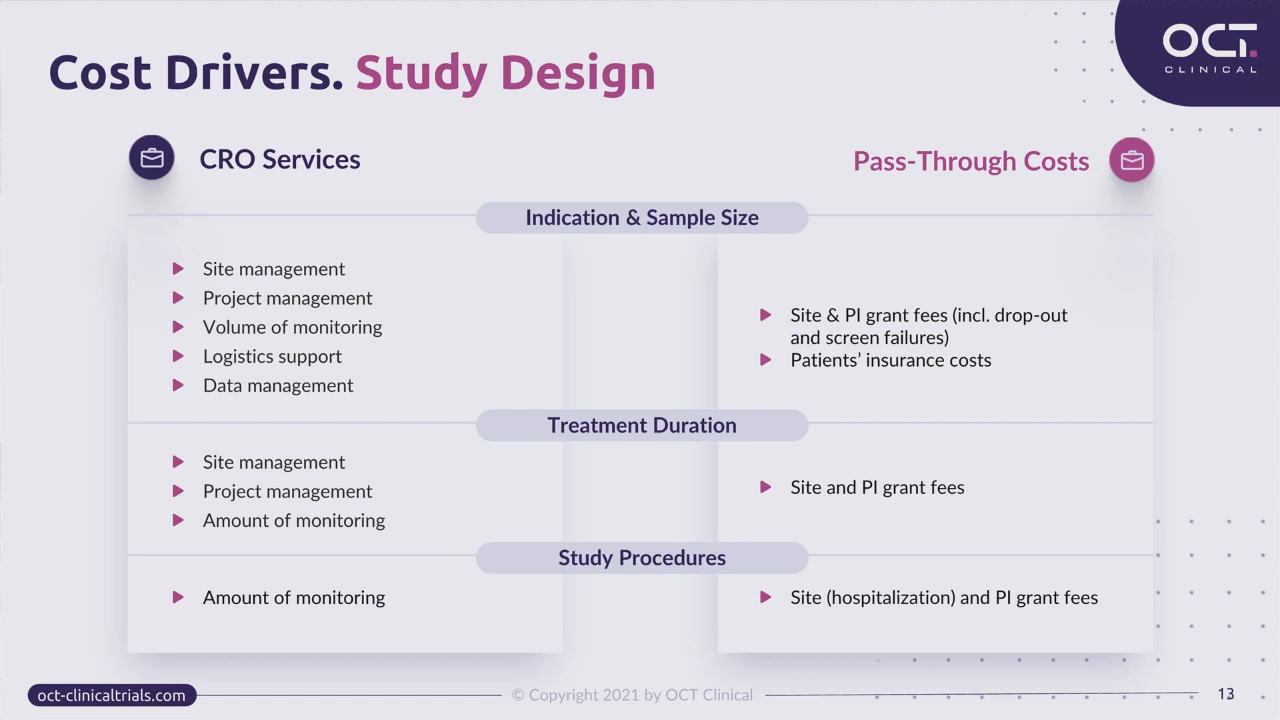 Cost Drivers. Study Design
OCT
CLINICAL
CRO Services
Pass-Through Costs
Indication & Sample Size
Site management
Project management
Volume of monitoring
Logistics support
Data management
Site & PI grant fees (incl. drop-out
and screen failures)
Patients’ insurance costs
Treatment Duration
Site management
Project management
Amount of monitoring
Site and PI grant fees
Study Procedures
Amount of monitoring
Site (hospitalization) and PI grant fees
oct-clinicaltrials.com
© Copyright 2021 by OCT Clinical
13